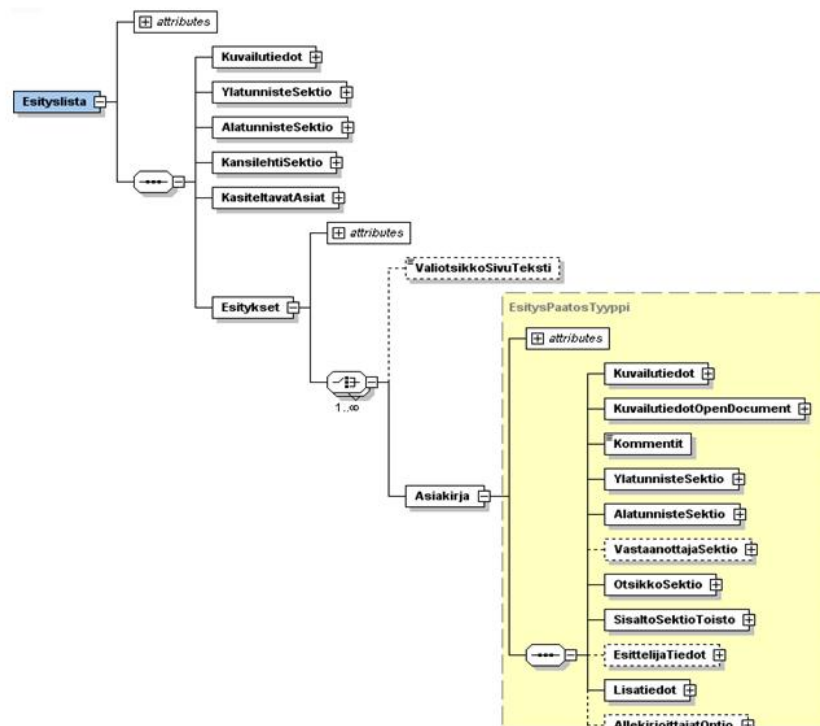 attributes
Kuvailutiedot
YlatunnisteSektio
Esityslista
AlatunnisteSektio
KansilehtiSektio
KasiteltavatAsiat
attributes
ValiotsikkoSivuTeksti
Esitykset
EsitysPaatosTyyppi
attributes
Kuvailutiedot
1..∞
KuvailutiedotOpenDocument
Kommentit
YlatunnisteSektio
Asiakirja
AlatunnisteSektio
VastaanottajaSektio
OtsikkoSektio
SisaltoSektioToisto
EsittelijaTiedot
Lisatiedot
AllekirjoittajatOptio